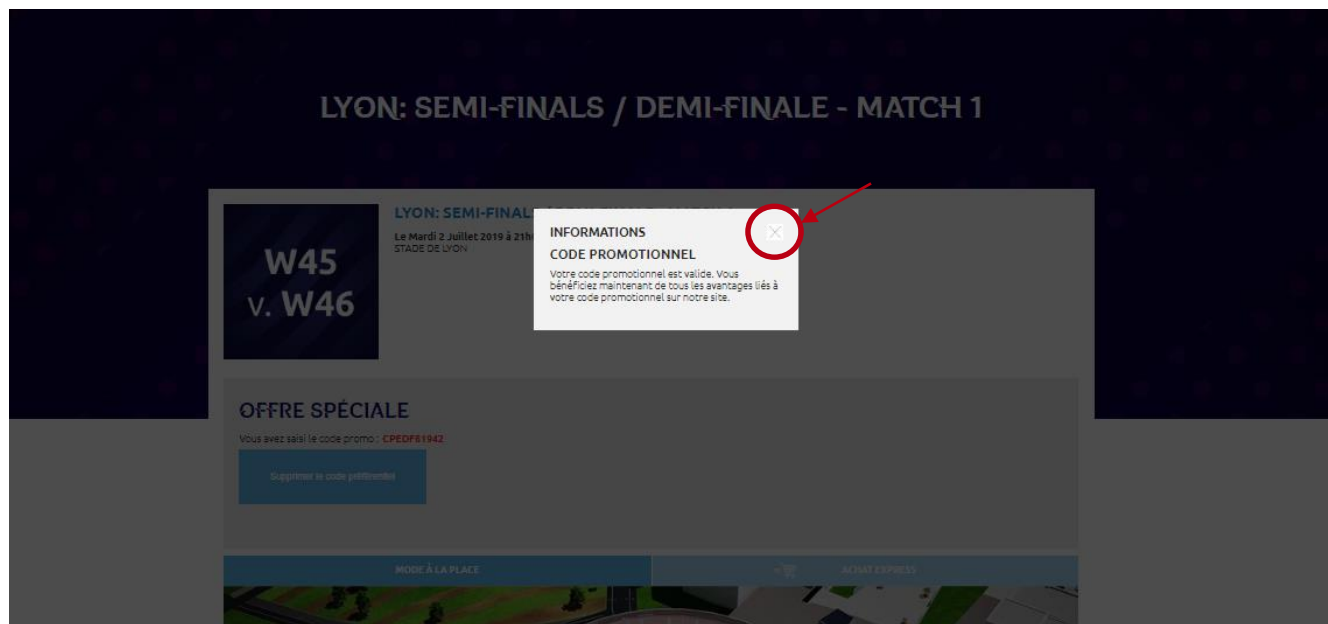 LYON: SEMI-FINALS / DEMI-FINALE - MATCH 1
LYON: SEMI-FINAL
Le Mardi 2 Juillet 2019 à 21h
STADE DE LYON
W45
v. W46
INFORMATIONS
CODE PROMOTIONNEL
Votre code promotionnel est valide. Vous
bénéficiez maintenant de tous les avantages liés à
votre code promotionnel sur notre site.
OFFRE SPÉCIALE
Vous avez saisi le code promo : CPEDF61942
Supprimer le code préférentiel
MODE À LA PLACE
ACHAT EXPRESS